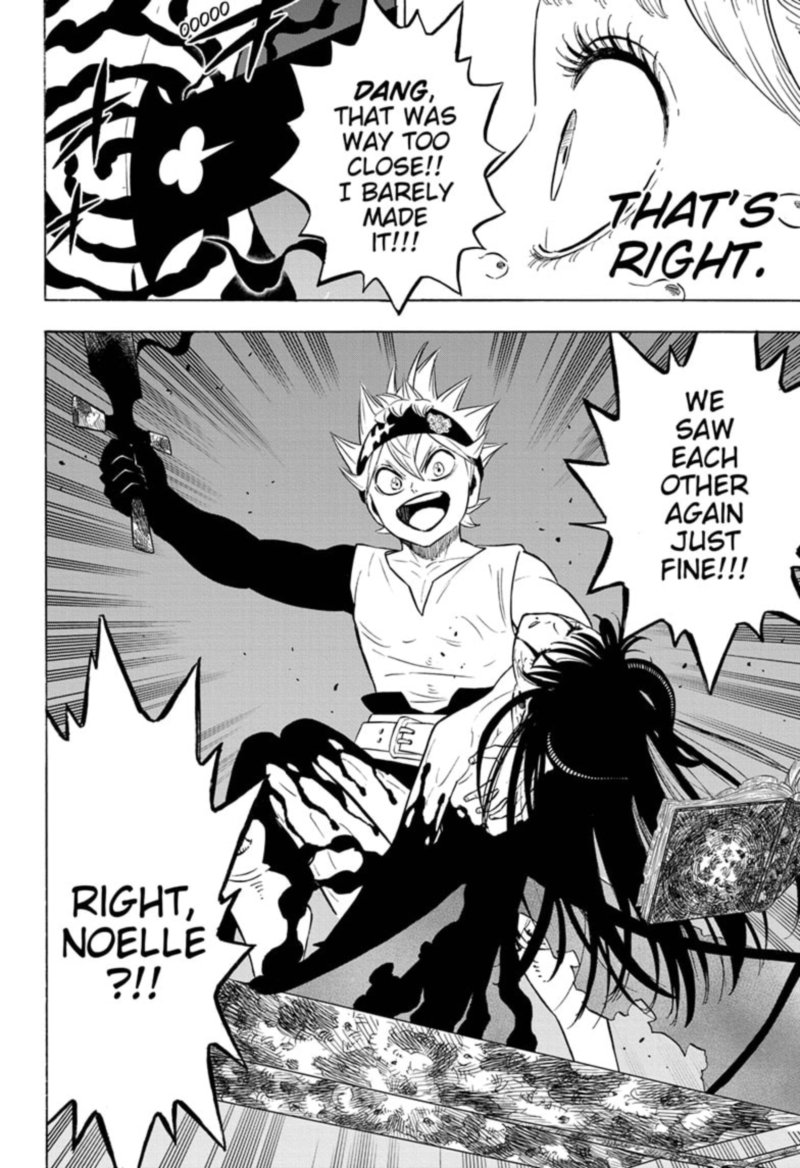 THAT'S
RIGHT.
DANG,
THAT WAS
WAY TOO
CLOSE!!
I BARELY
MADE
IT!!!
OOOOO
WE
SAW
EACH
OTHER
AGAIN
JUST
FINE!!!
RIGHT,
NOELLE
?!!